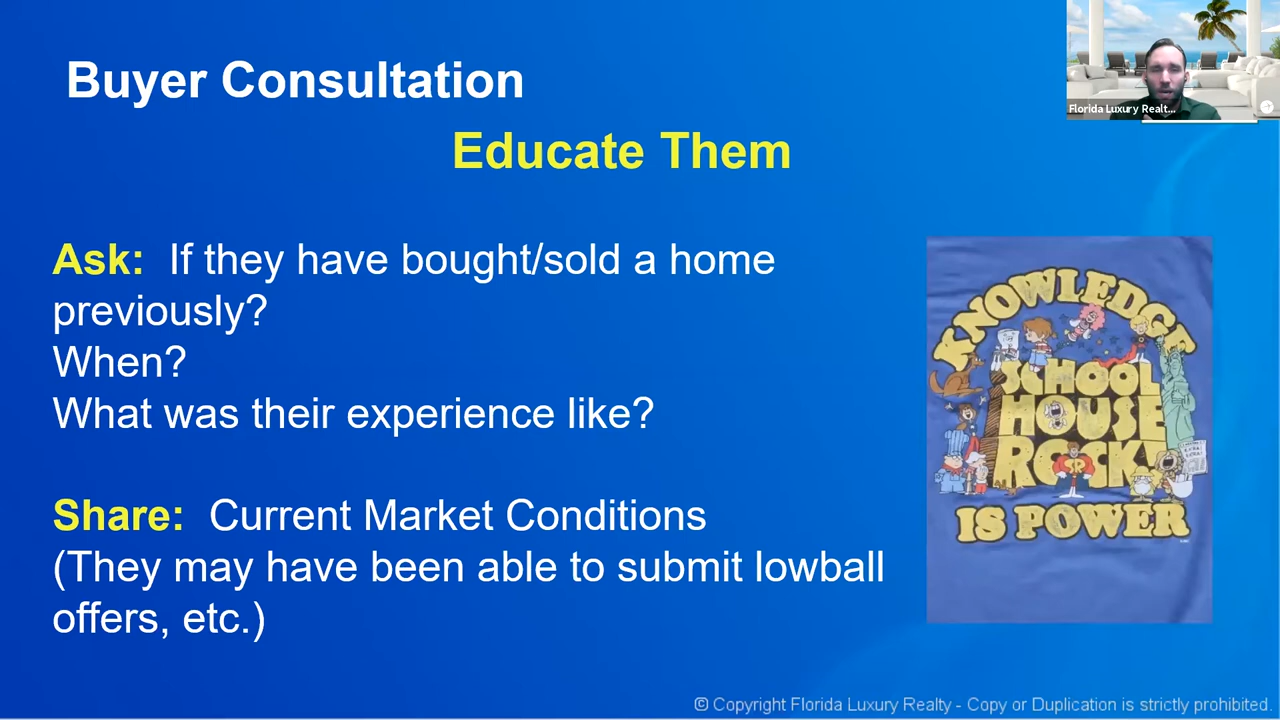 Buyer Consultation
Educate Them
Florida Luxury Realt...
Ask: If they have bought/sold a home
previously?
When?
What was their experience like?
Share: Current Market Conditions
(They may have been able to submit lowball
offers, etc.)
KNOWLEDGE
SCHOOL
HOUSE
ROCK!
IS POWER
© Copyright Florida Luxury Realty - Copy or Duplication is strictly prohibited.